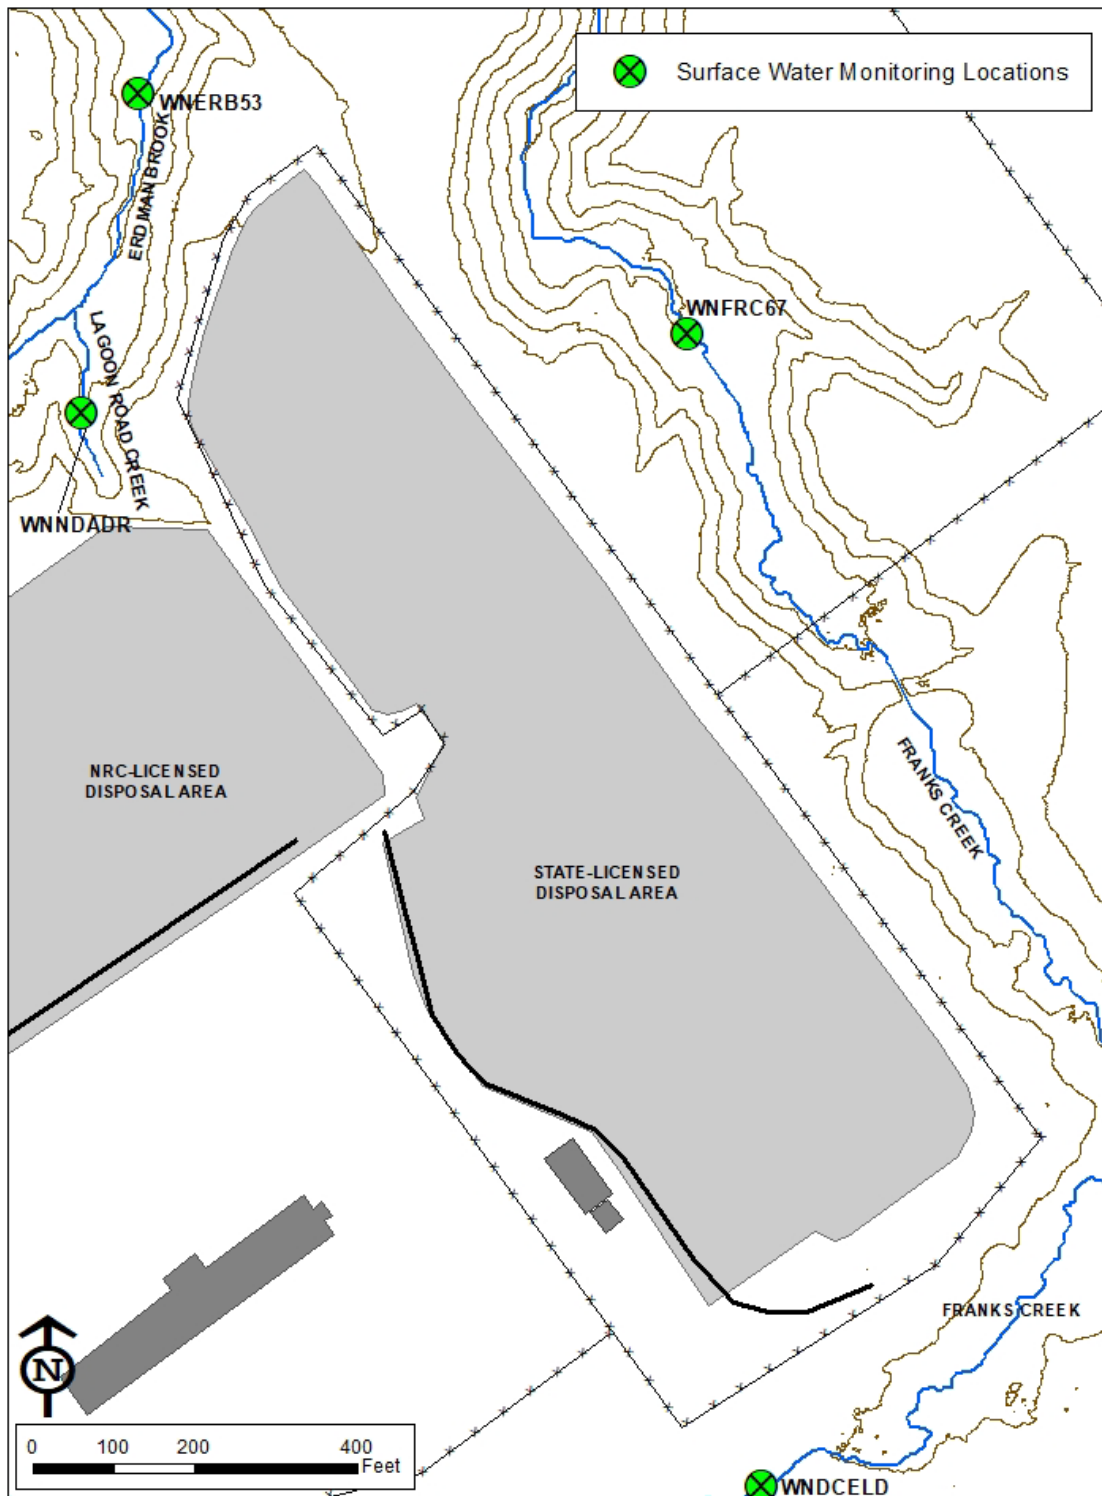 Surface Water Monitoring Locations
WNERB53
ERDMAN BROOK
WNFRC67
LAGOON ROAD CREEK
WNNDADR
NRC-LICENSED
DISPOSAL AREA
FRANKS CREEK
STATE-LICENSED
DISPOSAL AREA
FRANKS CREEK
N
0 100 200 400
Feet
WNDCELD